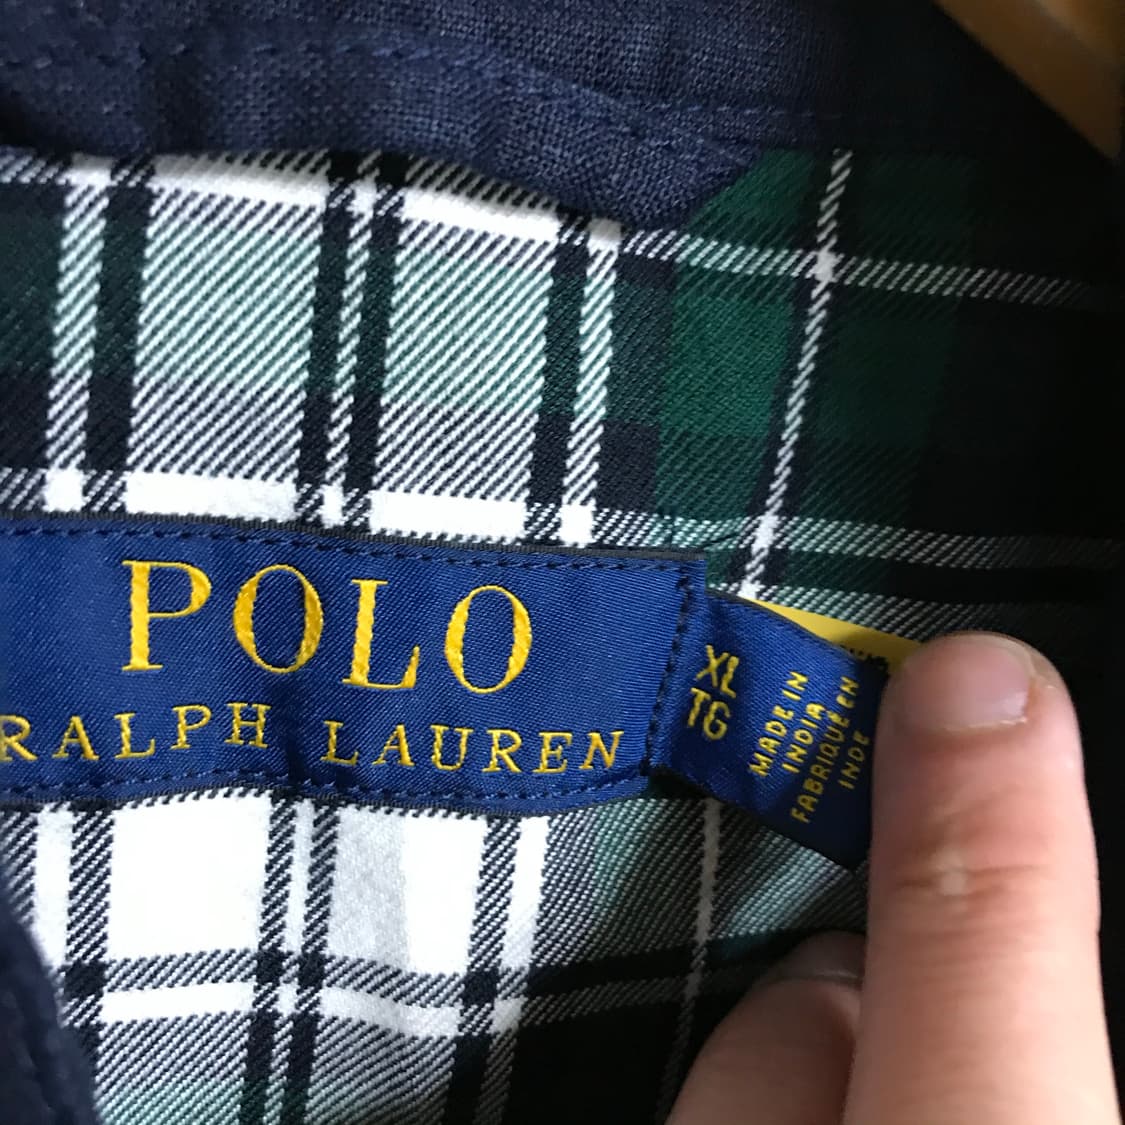 POLO
RALPH LAUREN
XL
TG
MADE IN
INDIA
FABRIQUÉ EN
INDE